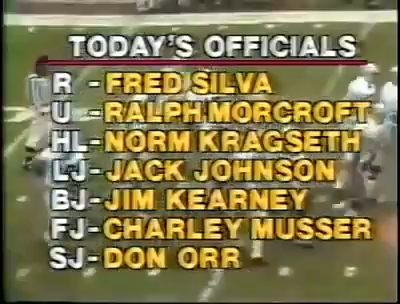 TODAY'S OFFICIALS
R - FRED SILVA
U - RALPH MORCROFT
HL- NORM KRAGSETH
LJ- JACK JOHNSON
BJ- JIM KEARNEY
FJ- CHARLEY MUSSER
SJ- DON ORR